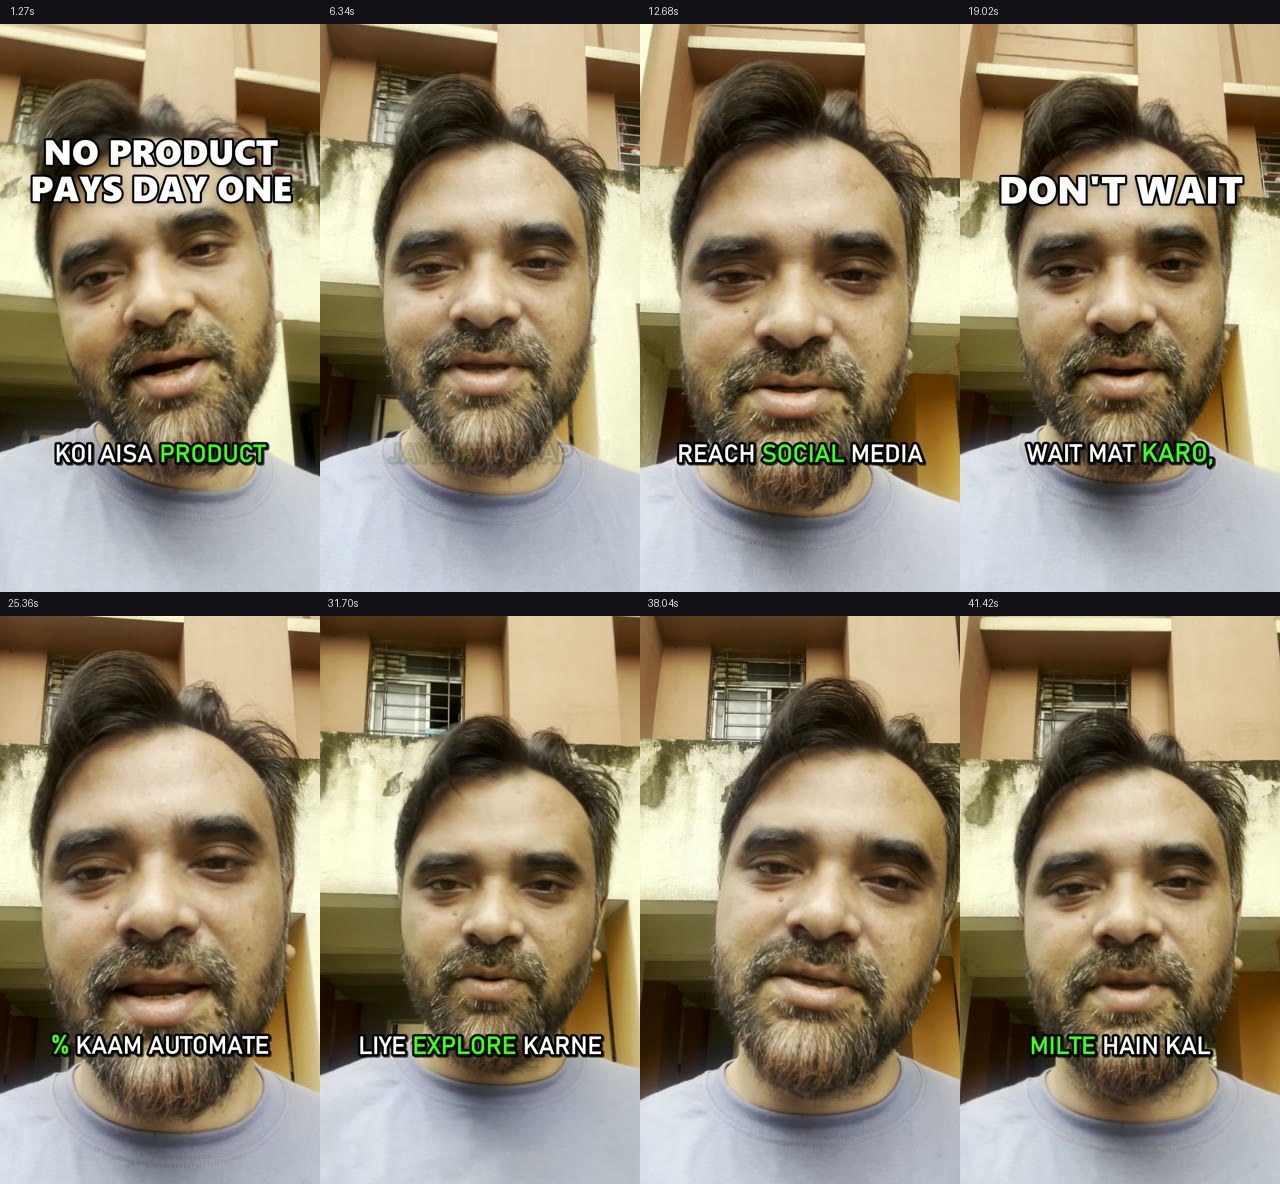 1.27s
6.34s
12.68s
19.02s
NO PRODUCT
PAYS DAY ONE
KOI AISA PRODUCT
REACH SOCIAL MEDIA
DON'T WAIT
WAIT MAT KARO,
25.36s
31.70s
38.04s
41.42s
% KAAM AUTOMATE
LIYE EXPLORE KARNE
MILTE HAIN KAL